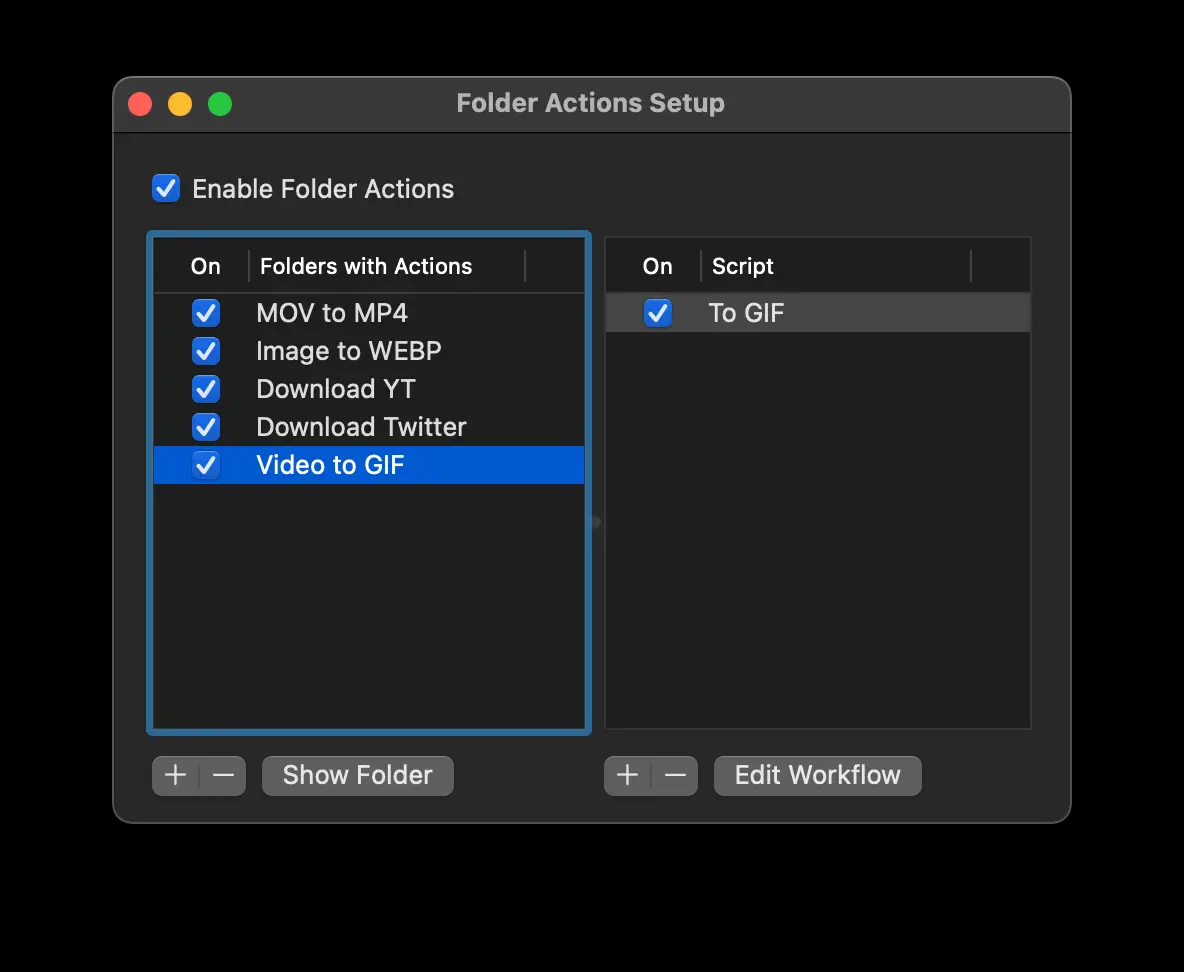 Folder Actions Setup
Enable Folder Actions
On Folders with Actions
MOV to MP4
Image to WEBP
Download YT
Download Twitter
Video to GIF
On Script
To GIF
+ − Show Folder
+ − Edit Workflow